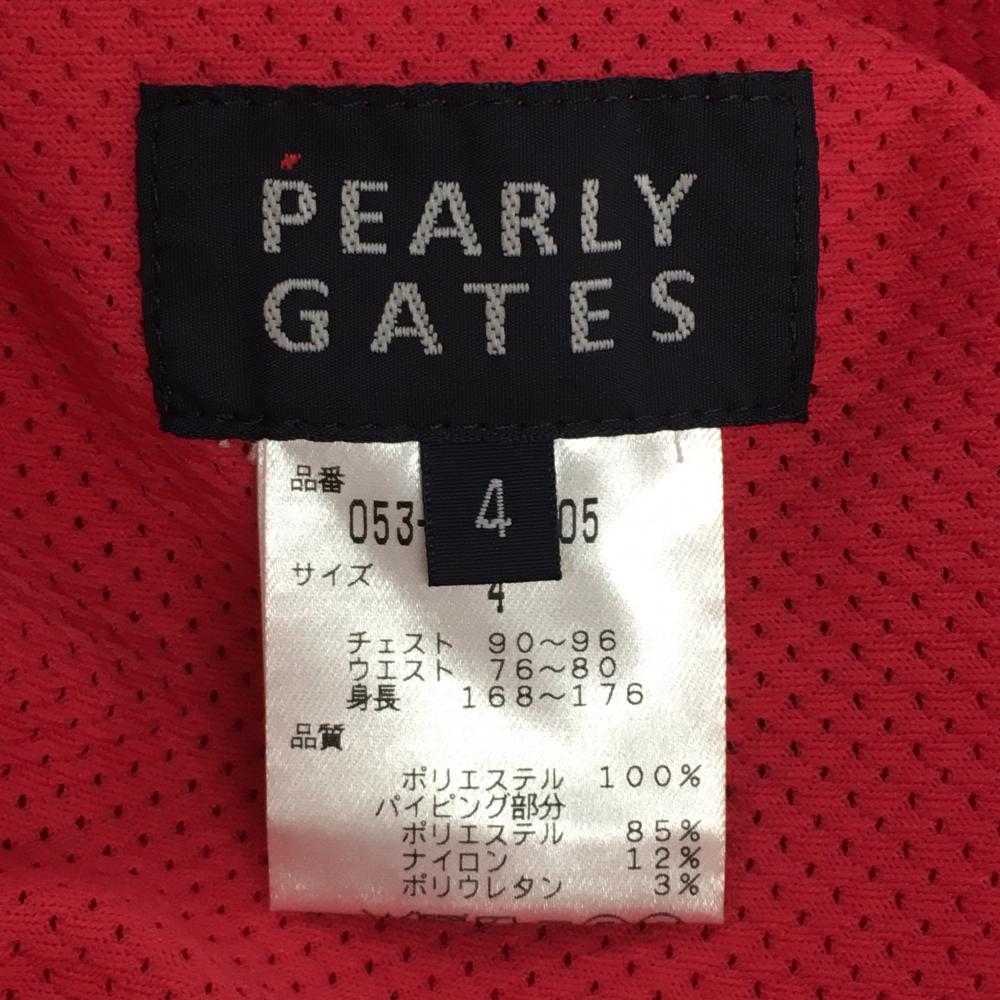 PEARLY
GATES
4
品番
053- 05
サイズ
4
チェスト 90～96
ウエスト 76～80
身長 168～176
品質
ポリエステル 100%
パイピング部分
ポリエステル 85%
ナイロン 12%
ポリウレタン 3%